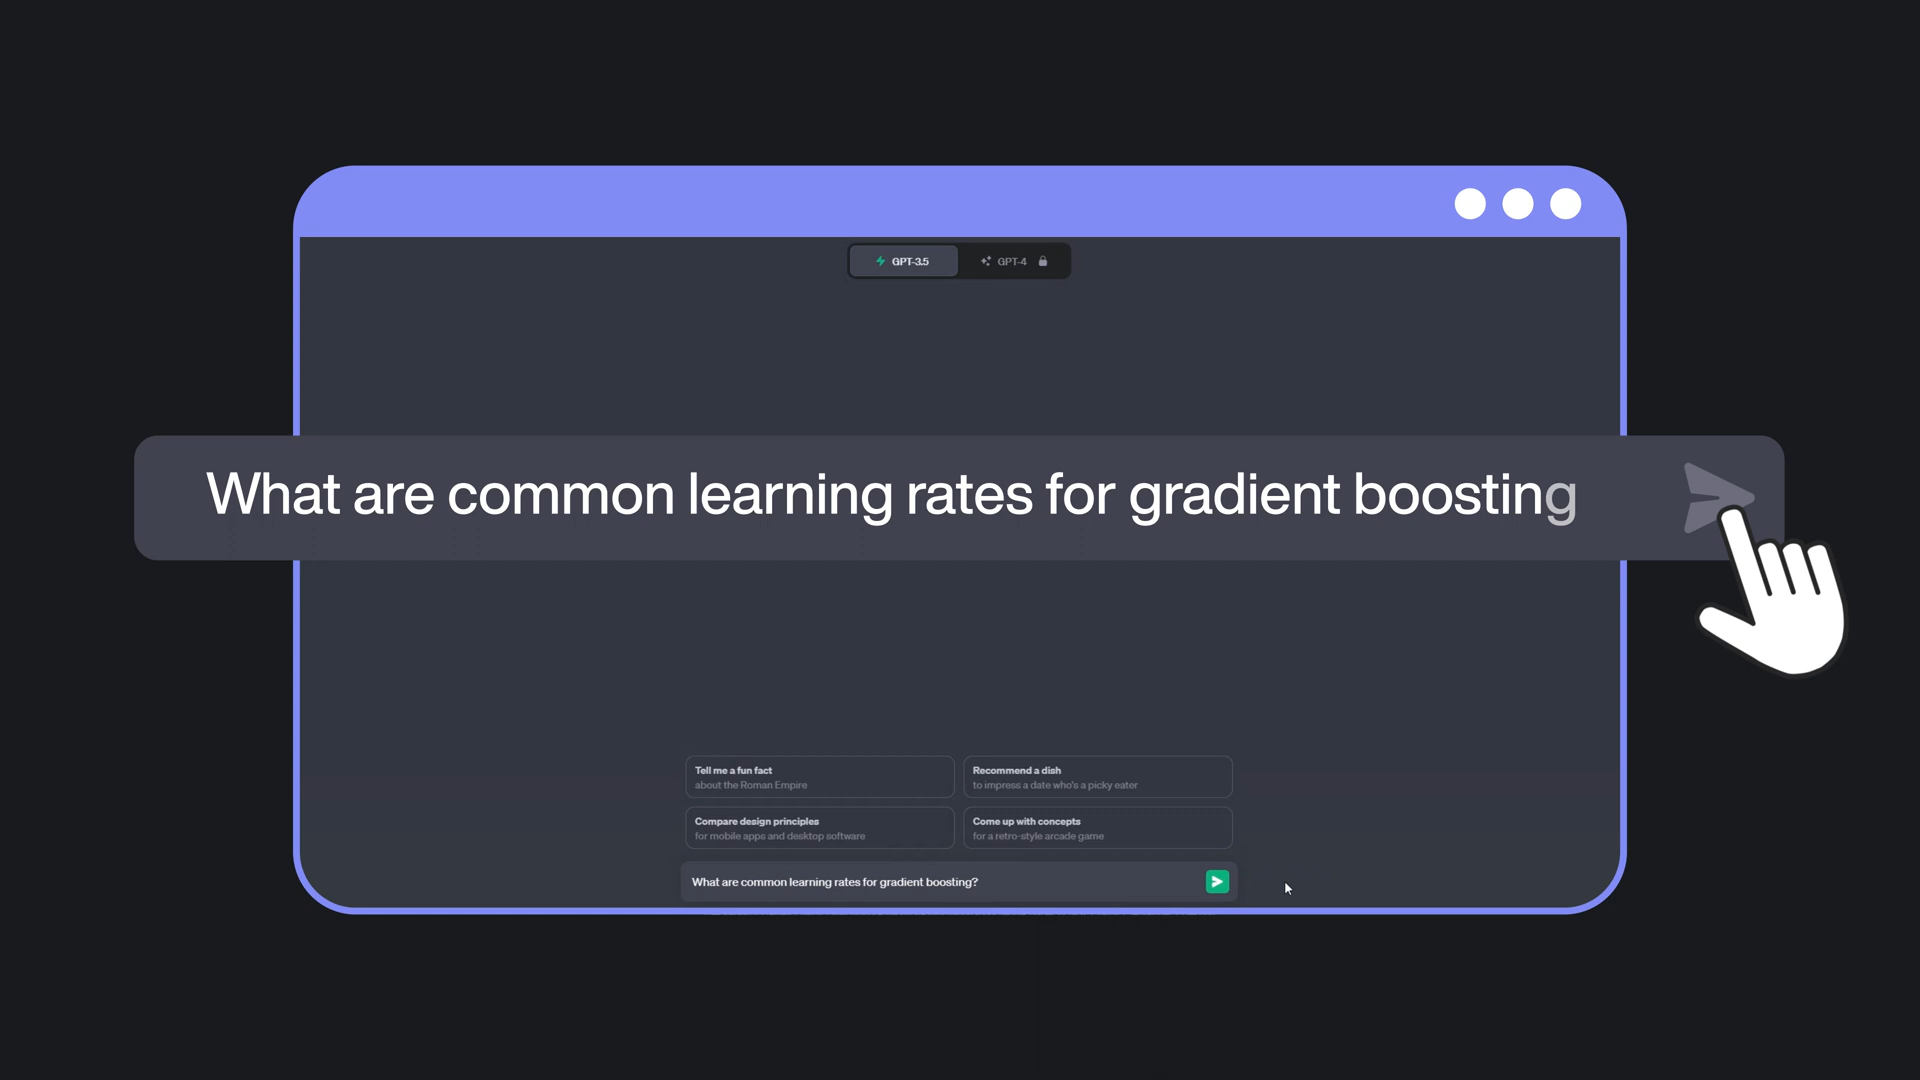 GPT-3.5 GPT-4
What are common learning rates for gradient boosting
Tell me a fun fact
about the Roman Empire
Recommend a dish
to impress a date who's a picky eater
Compare design principles
for mobile apps and desktop software
Come up with concepts
for a retro-style arcade game
What are common learning rates for gradient boosting?